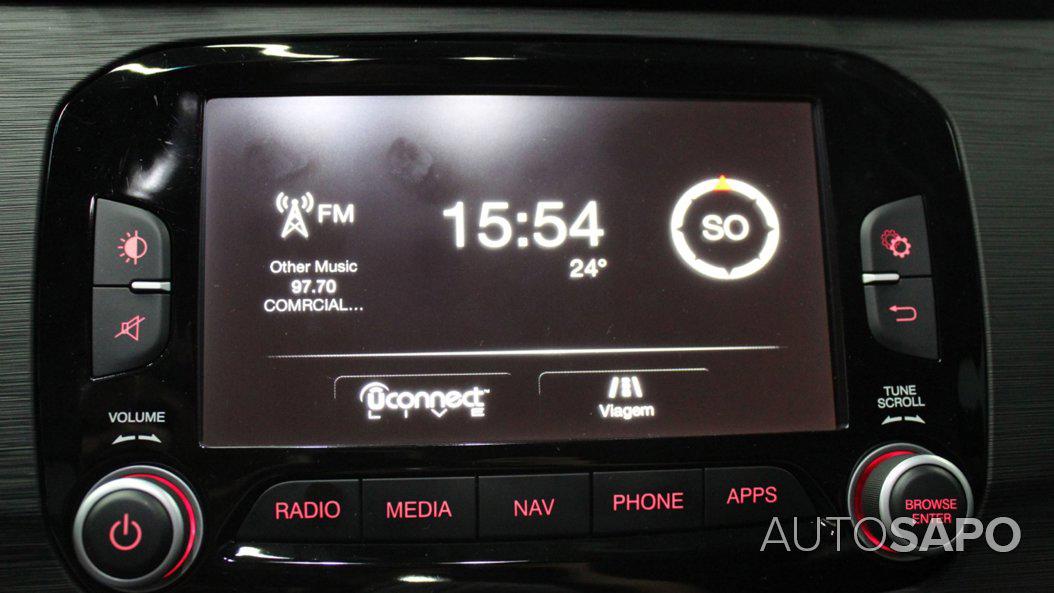 FM
15:54
SO
24°
Other Music
97.70
COMRCIAL...
uconnect™
LIVE
Viagem
VOLUME
TUNE
SCROLL
RADIO
MEDIA
NAV
PHONE
APPS
BROWSE
ENTER
AUTOSAPO